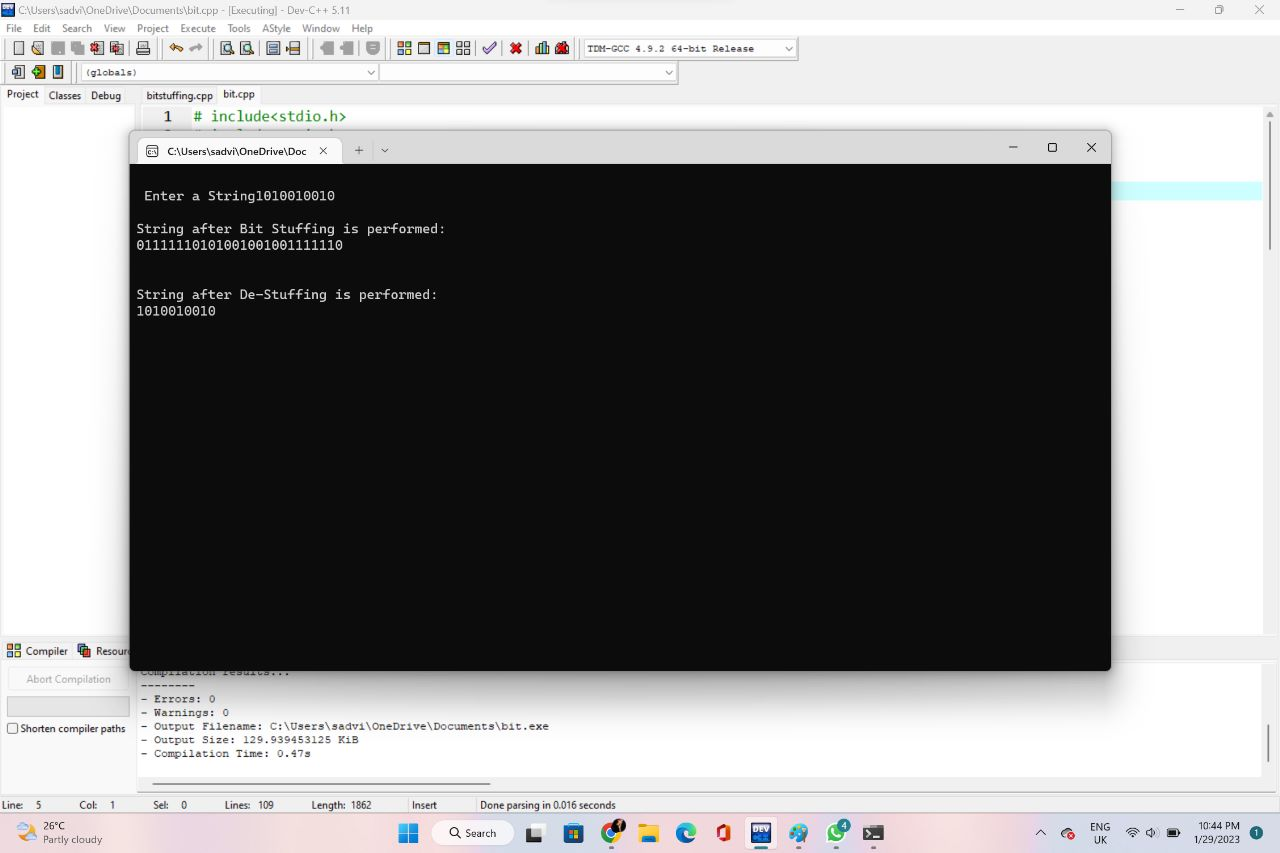 C:\Users\sadvi\OneDrive\Documents\bit.cpp - [Executing] - Dev-C++ 5.11
File Edit Search View Project Execute Tools AStyle Window Help
TDM-GCC 4.9.2 64-bit Release
(globals)
Project Classes Debug bitstuffing.cpp bit.cpp
1 # include<stdio.h>
C:\Users\sadvi\OneDrive\Doc
Enter a String1010010010
String after Bit Stuffing is performed:
01111110101001001001111110
String after De-Stuffing is performed:
1010010010
Compiler Resour
Compilation results...
Abort Compilation
--------
- Errors: 0
- Warnings: 0
- Output Filename: C:\Users\sadvi\OneDrive\Documents\bit.exe
Shorten compiler paths
- Output Size: 129.939453125 KiB
- Compilation Time: 0.47s
Line: 5 Col: 1 Sel: 0 Lines: 109 Length: 1862 Insert Done parsing in 0.016 seconds
26°C
Partly cloudy
Search
DEV
4
ENG
UK
10:44 PM
1/29/2023
1